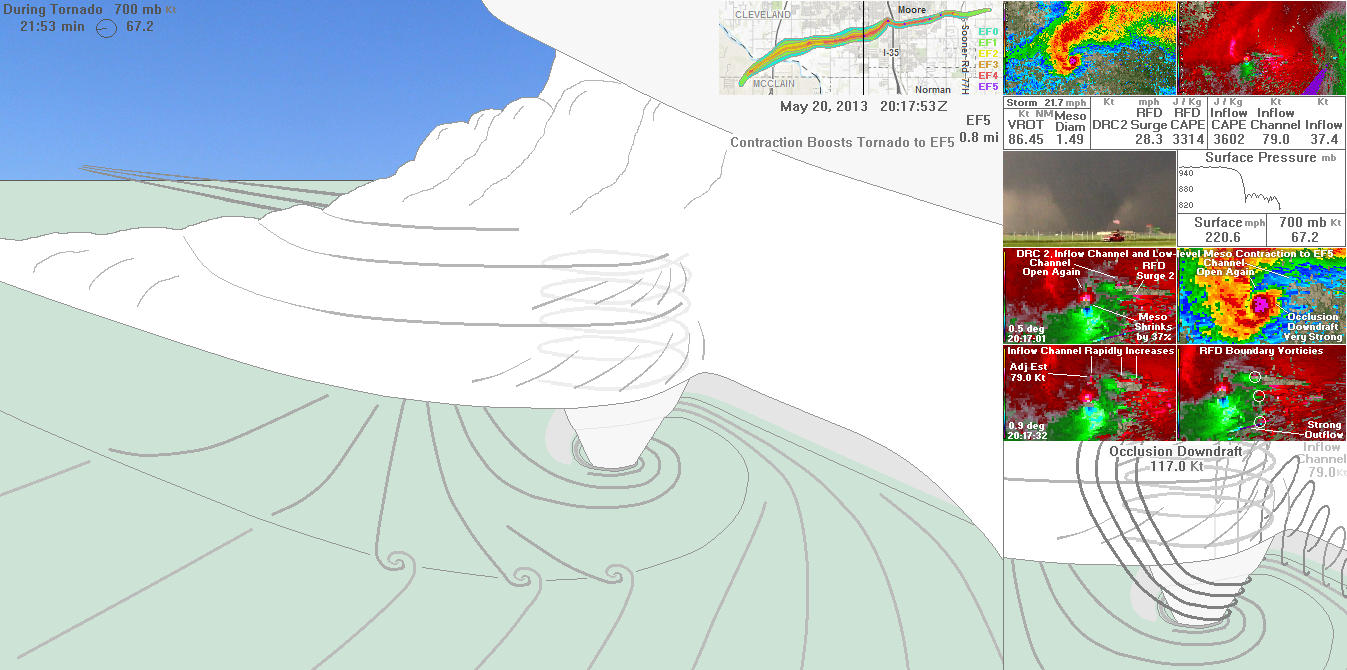 During Tornado 700 mb Kt
21:53 min 67.2
CLEVELAND
Moore
I-35
Sooner Rd
77H
MCCLAIN
Norman
EF0
EF1
EF2
EF3
EF4
EF5
May 20, 2013 20:17:53Z
EF5
0.8 mi
Contraction Boosts Tornado to EF5
Storm 21.7 mph
Kt NM
VROT
86.45
Meso
Diam
1.49
Kt
DRC2
mph
RFD
Surge
28.3
J / Kg
RFD
CAPE
3314
J / Kg
Inflow
CAPE
3602
Kt
Inflow
Channel
79.0
Kt
Inflow
37.4
Surface Pressure mb
940
880
820
Surface mph
220.6
700 mb Kt
67.2
DRC 2, Inflow Channel and Low-level Meso Contraction to EF5
Channel
Open Again
RFD
Surge 2
Meso
Shrinks
by 37%
0.5 deg
20:17:01
Channel
Open Again
Occlusion
Downdraft
Very Strong
Inflow Channel Rapidly Increases
Adj Est
79.0 Kt
0.9 deg
20:17:32
RFD Boundary Vorticies
Strong
Outflow
Occlusion Downdraft
117.0 Kt
Inflow
Channel
79.0 Kt